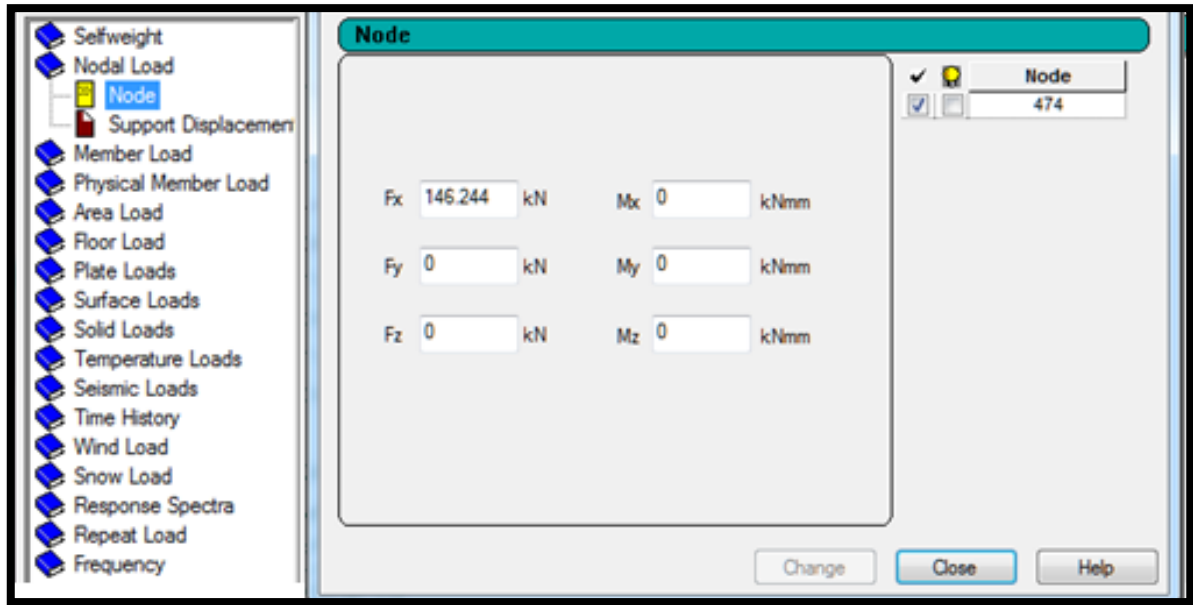 Selfweight
Nodal Load
Node
Support Displacemen
Member Load
Physical Member Load
Area Load
Floor Load
Plate Loads
Surface Loads
Solid Loads
Temperature Loads
Seismic Loads
Time History
Wind Load
Snow Load
Response Spectra
Repeat Load
Frequency
Node
Fx 146.244 kN Mx 0 kNmm
Fy 0 kN My 0 kNmm
Fz 0 kN Mz 0 kNmm
Node
474
Change Close Help